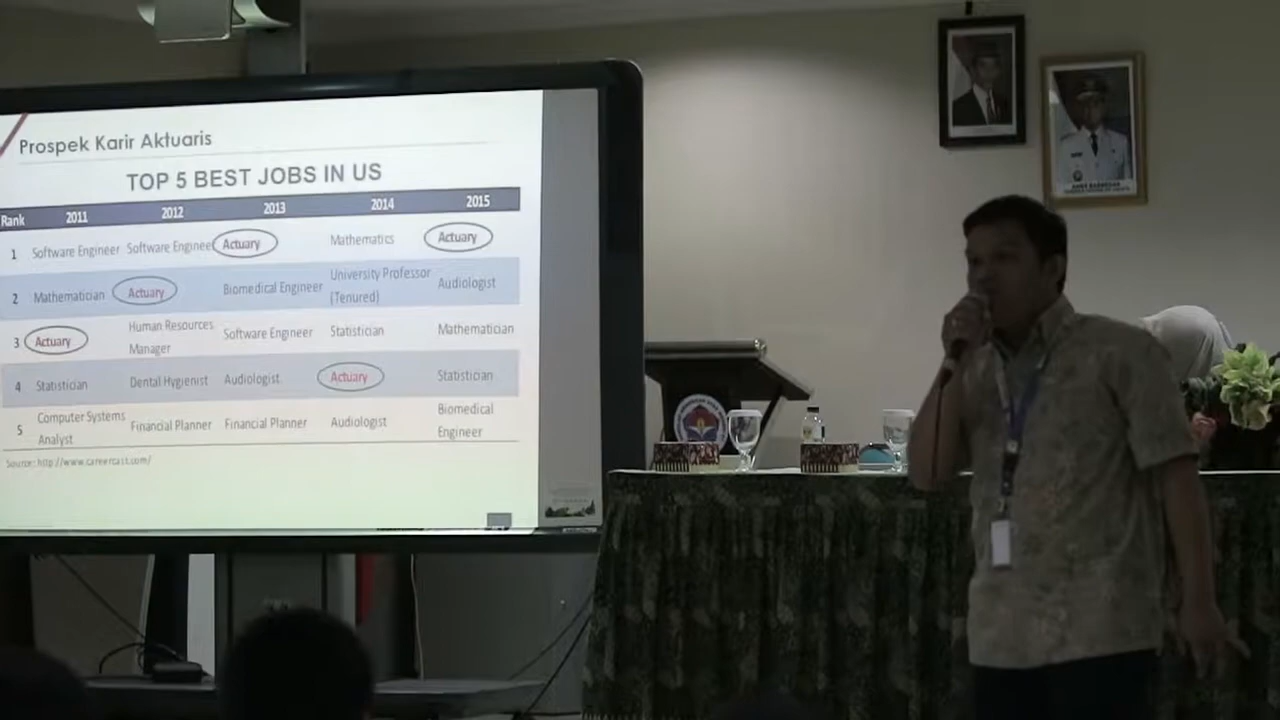 Prospek Karir Aktuaris
TOP 5 BEST JOBS IN US
Rank 2011 2012 2013 2014 2015
1 Software Engineer Software Engineer Actuary Mathematics Actuary
2 Mathematician Actuary Biomedical Engineer University Professor (Tenured) Audiologist
3 Actuary Human Resources Manager Software Engineer Statistician Mathematician
4 Statistician Dental Hygienist Audiologist Actuary Statistician
5 Computer Systems Analyst Financial Planner Financial Planner Audiologist Biomedical Engineer
Source: http://www.careercast.com/